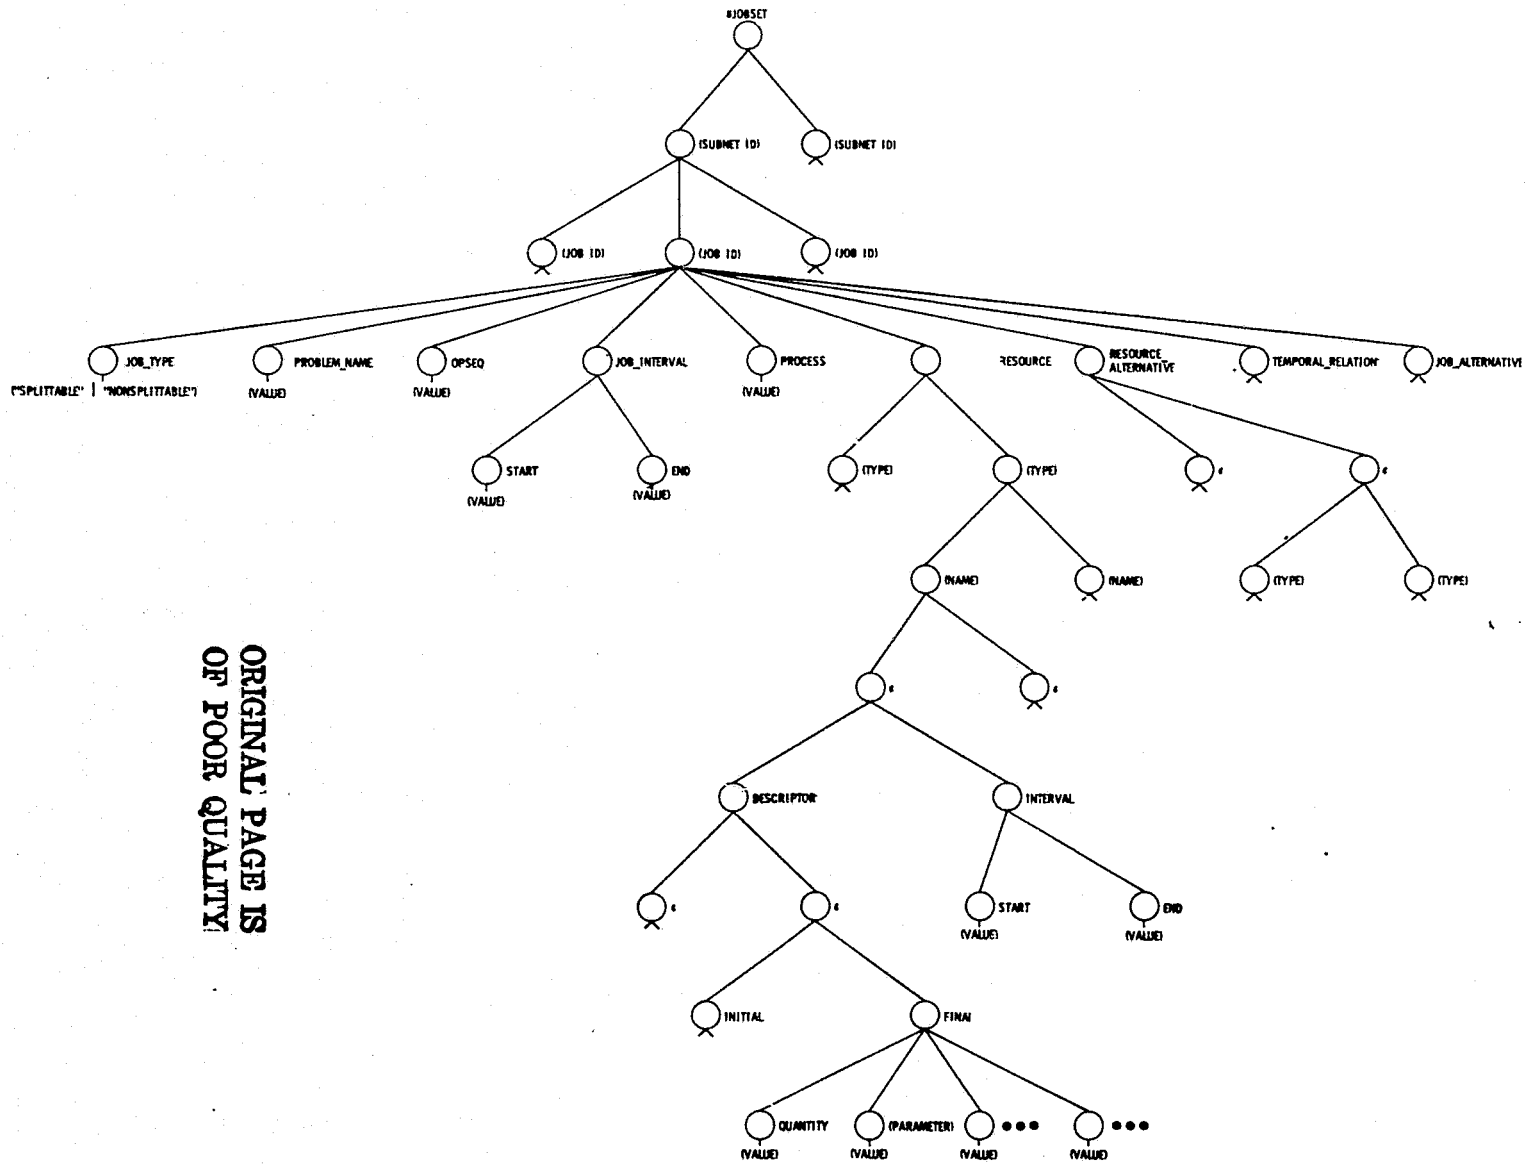 #JOBSET
(SUBNET ID) (SUBNET ID)
(JOB ID) (JOB ID) (JOB ID)
JOB_TYPE PROBLEM_NAME OPSEQ JOB_INTERVAL PROCESS RESOURCE RESOURCE_ TEMPORAL_RELATION JOB_ALTERNATIVE
ALTERNATIVE
("SPLITTABLE" | "NONSPLITTABLE") (VALUE) (VALUE) (VALUE)
START END (TYPE) (TYPE)
(VALUE) (VALUE)
(NAME) (NAME) (TYPE) (TYPE)
ORIGINAL PAGE IS
OF POOR QUALITY
DESCRIPTOR INTERVAL
START END
(VALUE) (VALUE)
INITIAL FINAL
QUANTITY (PARAMETER) ●●● ●●●
(VALUE) (VALUE) (VALUE) (VALUE)